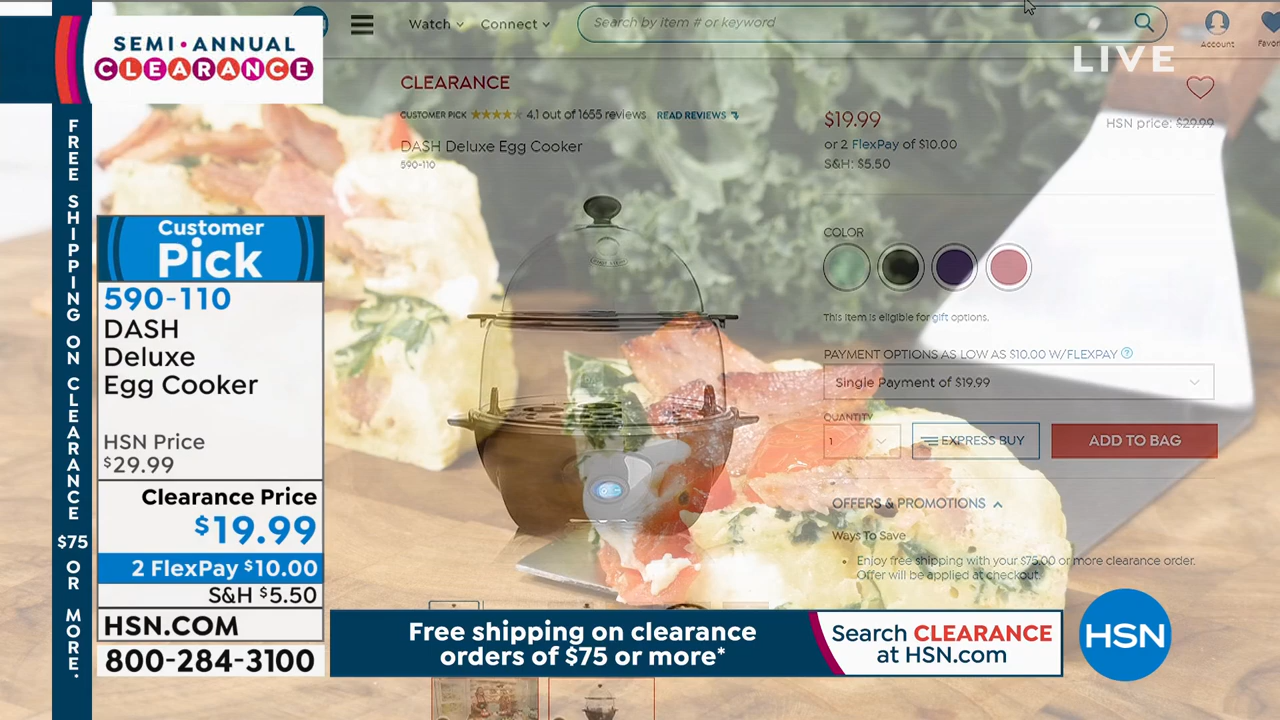 SEMI•ANNUAL
CLEARANCE
FREE SHIPPING ON CLEARANCE $75 OR MORE.
Customer
Pick
590-110
DASH
Deluxe
Egg Cooker
HSN Price
$29.99
Clearance Price
$19.99
2 FlexPay $10.00
S&H $5.50
HSN.COM
800-284-3100
Watch
Connect
Search by item # or keyword
Account
LIVE
CLEARANCE
CUSTOMER PICK
4.1 out of 1655 reviews
READ REVIEWS
DASH Deluxe Egg Cooker
590-110
$19.99
HSN price: $29.99
or 2 FlexPay of $10.00
S&H: $5.50
COLOR
This item is eligible for gift options.
PAYMENT OPTIONS AS LOW AS $10.00 W/FLEXPAY ?
Single Payment of $19.99
QUANTITY
1
EXPRESS BUY
ADD TO BAG
OFFERS & PROMOTIONS
Ways To Save
• Enjoy free shipping with your $75.00 or more clearance order.
Offer will be applied at checkout.
Free shipping on clearance
orders of $75 or more*
Search CLEARANCE
at HSN.com
HSN